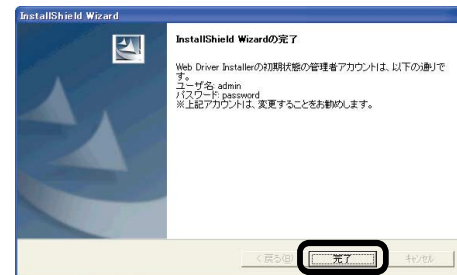 InstallShield Wizard
InstallShield Wizardの完了
Web Driver Installerの初期状態の管理者アカウントは、以下の通りで
す。
ユーザ名: admin
パスワード: password
※上記アカウントは、変更することをお勧めします。
< 戻る(B)
完了
キャンセル